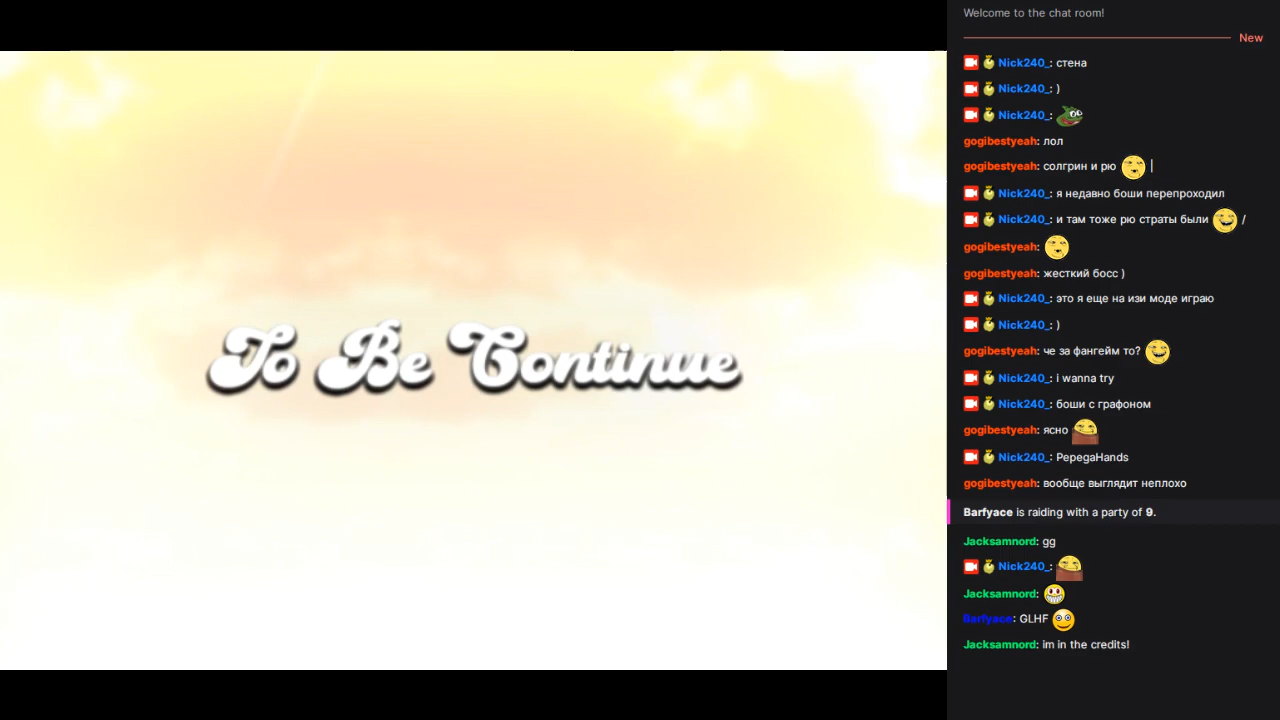 To Be Continue
Welcome to the chat room!
New
Nick240_: стена
Nick240_: )
Nick240_:
gogibestyeah: лол
gogibestyeah: солгрин и рю |
Nick240_: я недавно боши перепроходил
Nick240_: и там тоже рю страты были /
gogibestyeah:
gogibestyeah: жесткий босс )
Nick240_: это я еще на изи моде играю
Nick240_: )
gogibestyeah: че за фангейм то?
Nick240_: i wanna try
Nick240_: боши с графоном
gogibestyeah: ясно
Nick240_: PepegaHands
gogibestyeah: вообще выглядит неплохо
Barfyace is raiding with a party of 9.
Jacksamnord: gg
Nick240_:
Jacksamnord:
Barfyace: GLHF
Jacksamnord: im in the credits!